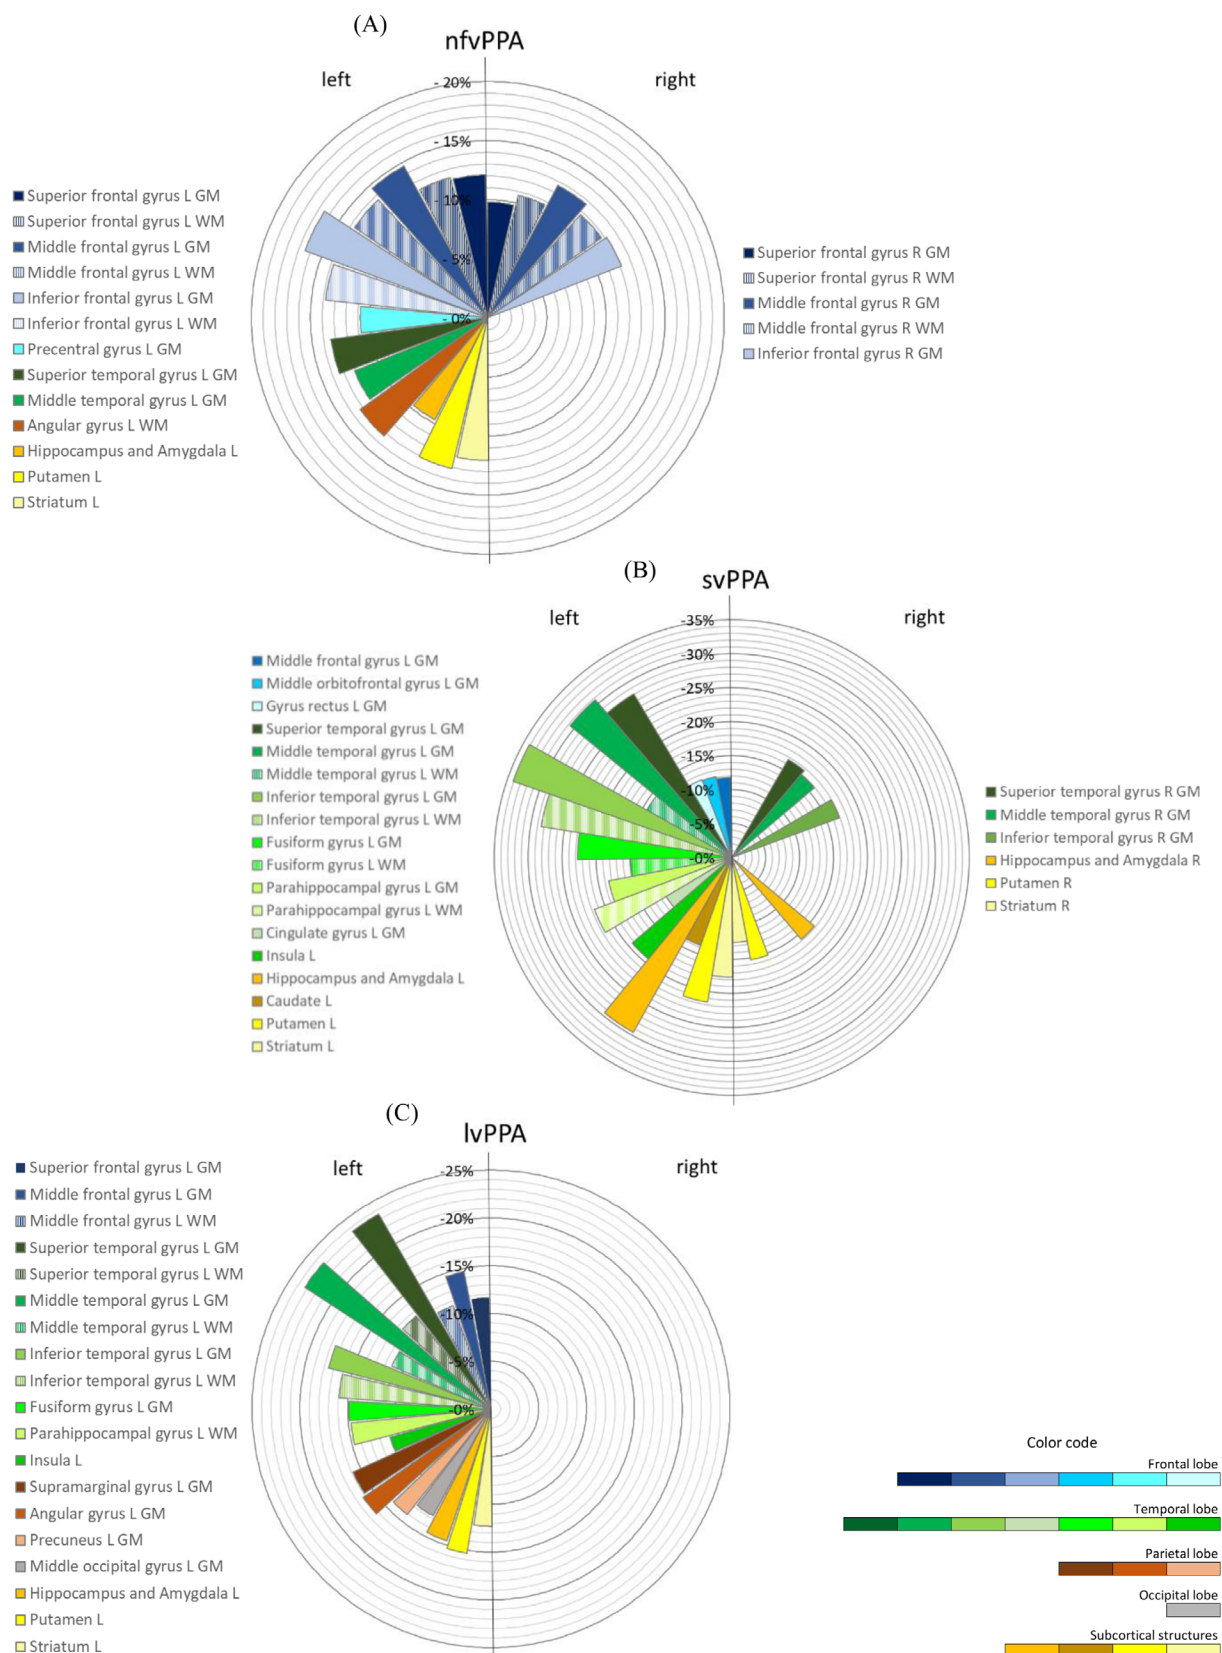 (A)
nfvPPA
left
right
- 20%
- 15%
- 10%
- 5%
- 0%
Superior frontal gyrus L GM
Superior frontal gyrus L WM
Middle frontal gyrus L GM
Middle frontal gyrus L WM
Inferior frontal gyrus L GM
Inferior frontal gyrus L WM
Precentral gyrus L GM
Superior temporal gyrus L GM
Middle temporal gyrus L GM
Angular gyrus L WM
Hippocampus and Amygdala L
Putamen L
Striatum L
Superior frontal gyrus R GM
Superior frontal gyrus R WM
Middle frontal gyrus R GM
Middle frontal gyrus R WM
Inferior frontal gyrus R GM
(B)
svPPA
left
right
-35%
-30%
-25%
-20%
-15%
-10%
-5%
-0%
Middle frontal gyrus L GM
Middle orbitofrontal gyrus L GM
Gyrus rectus L GM
Superior temporal gyrus L GM
Middle temporal gyrus L GM
Middle temporal gyrus L WM
Inferior temporal gyrus L GM
Inferior temporal gyrus L WM
Fusiform gyrus L GM
Fusiform gyrus L WM
Parahippocampal gyrus L GM
Parahippocampal gyrus L WM
Cingulate gyrus L GM
Insula L
Hippocampus and Amygdala L
Caudate L
Putamen L
Striatum L
Superior temporal gyrus R GM
Middle temporal gyrus R GM
Inferior temporal gyrus R GM
Hippocampus and Amygdala R
Putamen R
Striatum R
(C)
lvPPA
left
right
-25%
-20%
-15%
-10%
-5%
-0%
Superior frontal gyrus L GM
Middle frontal gyrus L GM
Middle frontal gyrus L WM
Superior temporal gyrus L GM
Superior temporal gyrus L WM
Middle temporal gyrus L GM
Middle temporal gyrus L WM
Inferior temporal gyrus L GM
Inferior temporal gyrus L WM
Fusiform gyrus L GM
Parahippocampal gyrus L WM
Insula L
Supramarginal gyrus L GM
Angular gyrus L GM
Precuneus L GM
Middle occipital gyrus L GM
Hippocampus and Amygdala L
Putamen L
Striatum L
Color code
Frontal lobe
Temporal lobe
Parietal lobe
Occipital lobe
Subcortical structures